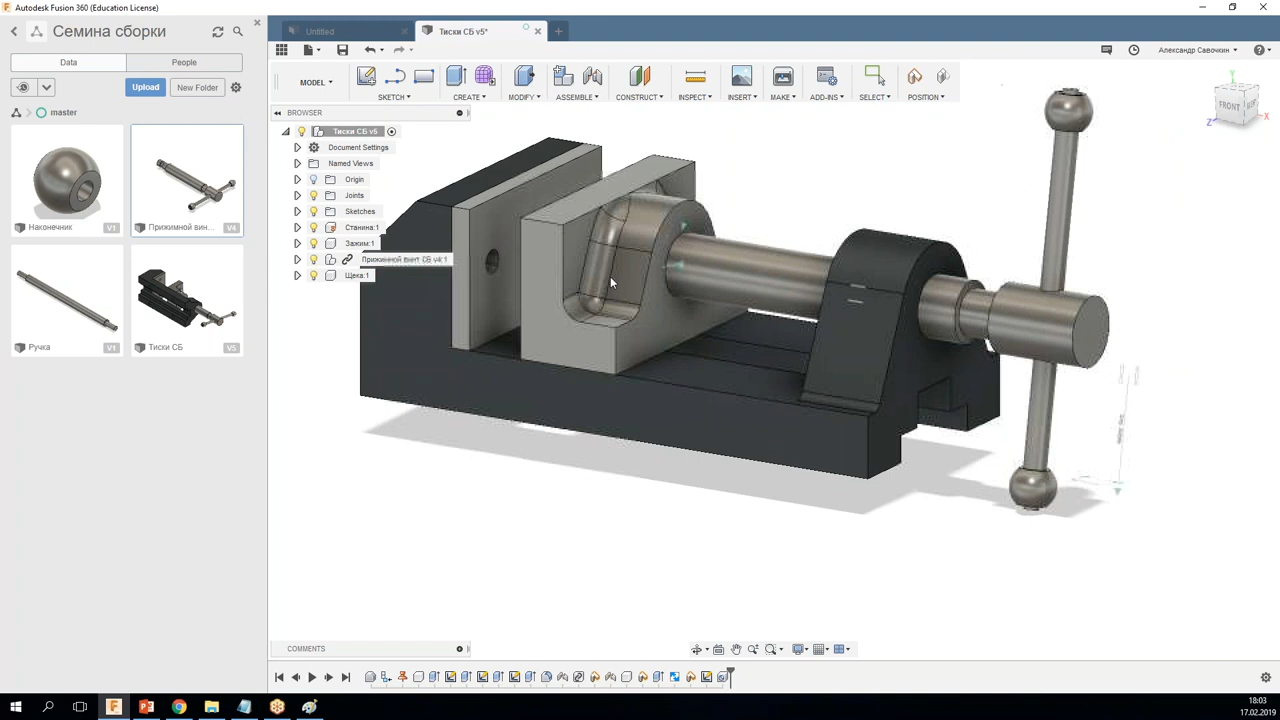 Autodesk Fusion 360 (Education License)
Семина сборки
Untitled
Тиски СБ v5*
Data
People
Upload
New Folder
master
Наконечник
V1
Прижимной вин...
V4
Ручка
V1
Тиски СБ
V5
Александр Савочкин
MODEL
SKETCH
CREATE
MODIFY
ASSEMBLE
CONSTRUCT
INSPECT
INSERT
MAKE
ADD-INS
SELECT
POSITION
BROWSER
Тиски СБ v5
Document Settings
Named Views
Origin
Joints
Sketches
Станина:1
Зажим:1
Прижимной винт СБ v4:1
Щека:1
FRONT
Y
X
Z
COMMENTS
18:03
17.02.2019